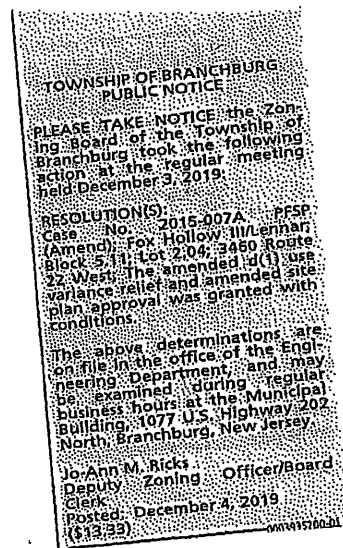 TOWNSHIP OF BRANCHBURG
PUBLIC NOTICE
PLEASE TAKE NOTICE the Zon-
ing Board of the Township of
Branchburg took the following
action at the regular meeting
held December 3, 2019:
RESOLUTION(S):
Case No. 2015-007A PFSP
(Amend); Fox Hollow III/Lennar;
Block 5.11; Lot 2.04; 3460 Route
22 West; The amended d(1) use
variance relief and amended site
plan approval was granted with
conditions.
The above determinations are
on file in the office of the Engi-
neering Department, and may
be examined during regular
business hours at the Municipal
Building, 1077 U.S. Highway 202
North, Branchburg, New Jersey.
Jo-Ann M. Ricks
Deputy Zoning Officer/Board
Clerk
Posted: December 4, 2019
($13.33)
0003935200-01